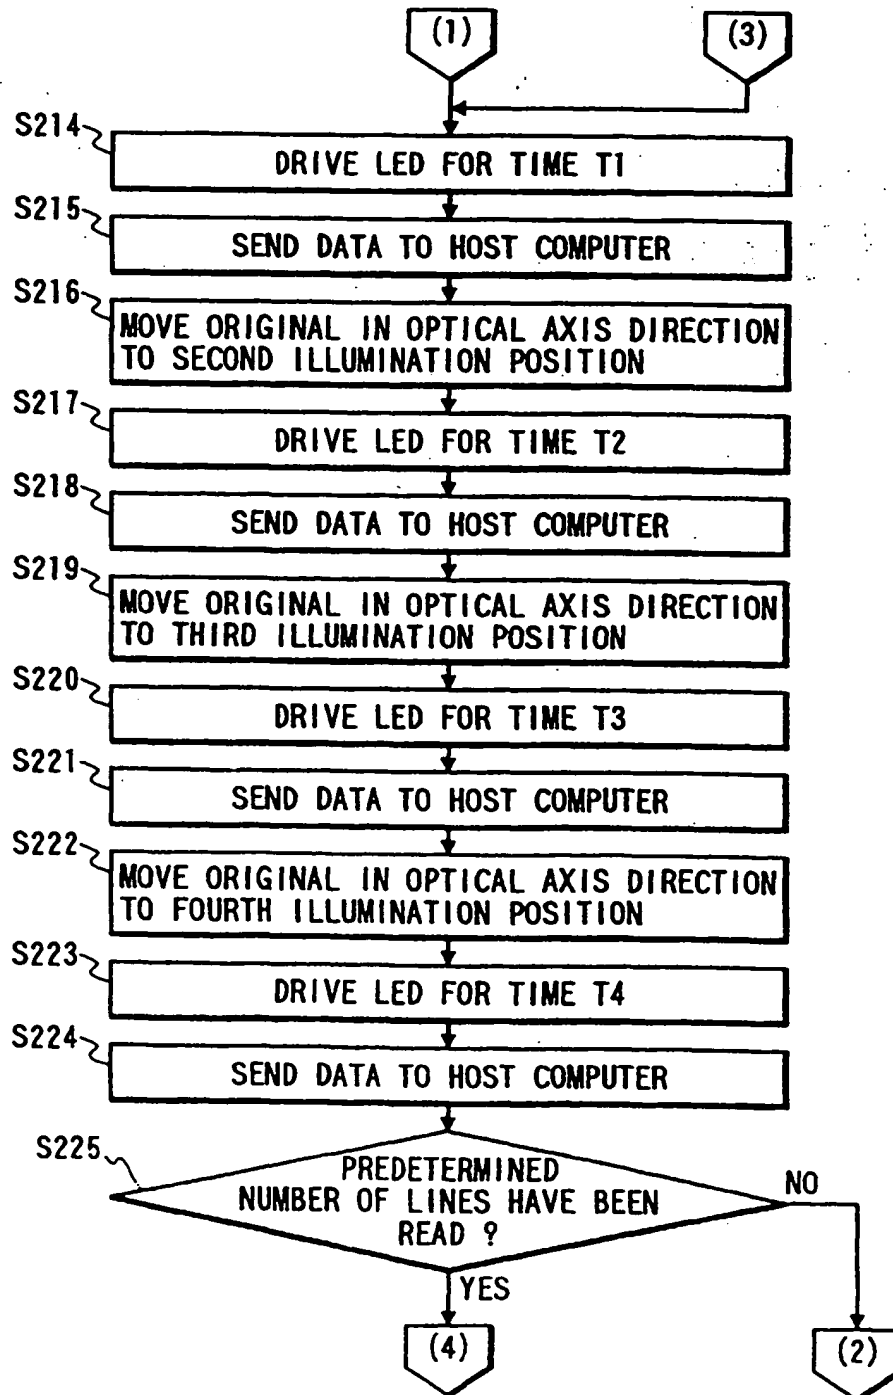 (1)
(3)
S214
DRIVE LED FOR TIME T1
S215
SEND DATA TO HOST COMPUTER
S216
MOVE ORIGINAL IN OPTICAL AXIS DIRECTION
TO SECOND ILLUMINATION POSITION
S217
DRIVE LED FOR TIME T2
S218
SEND DATA TO HOST COMPUTER
S219
MOVE ORIGINAL IN OPTICAL AXIS DIRECTION
TO THIRD ILLUMINATION POSITION
S220
DRIVE LED FOR TIME T3
S221
SEND DATA TO HOST COMPUTER
S222
MOVE ORIGINAL IN OPTICAL AXIS DIRECTION
TO FOURTH ILLUMINATION POSITION
S223
DRIVE LED FOR TIME T4
S224
SEND DATA TO HOST COMPUTER
S225
PREDETERMINED
NUMBER OF LINES HAVE BEEN
READ ?
NO
YES
(4)
(2)